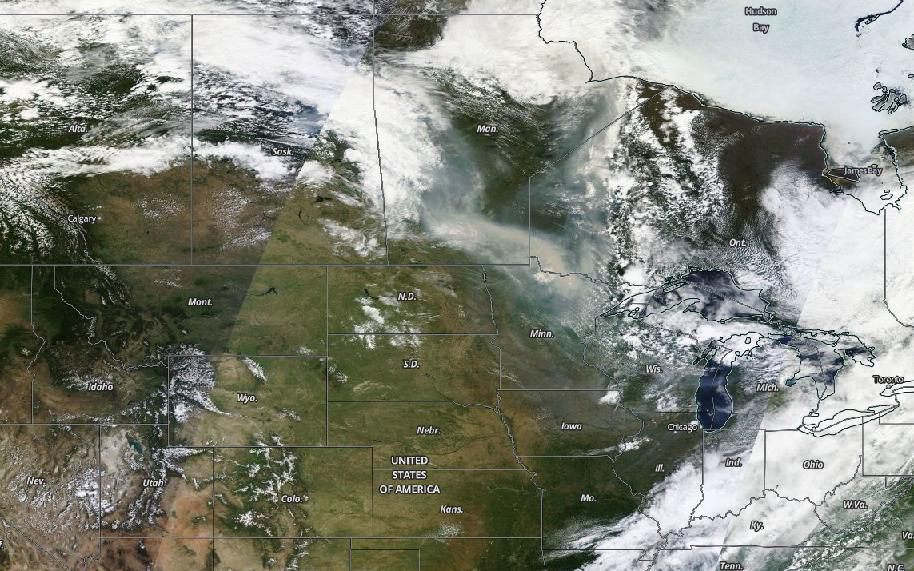 Hudson
Bay
Alta.
Sask.
Man.
James Bay
Calgary
Ont.
Mont.
N.D.
Minn.
S.D.
Wis.
Mich.
Toronto
Idaho
Wyo.
Chicago
Nebr.
Iowa
UNITED
STATES
OF AMERICA
Nev.
Utah
Colo.
Ill.
Ind.
Ohio
Kans.
Mo.
W.Va.
Ky.
Va.
Tenn.
N.C.